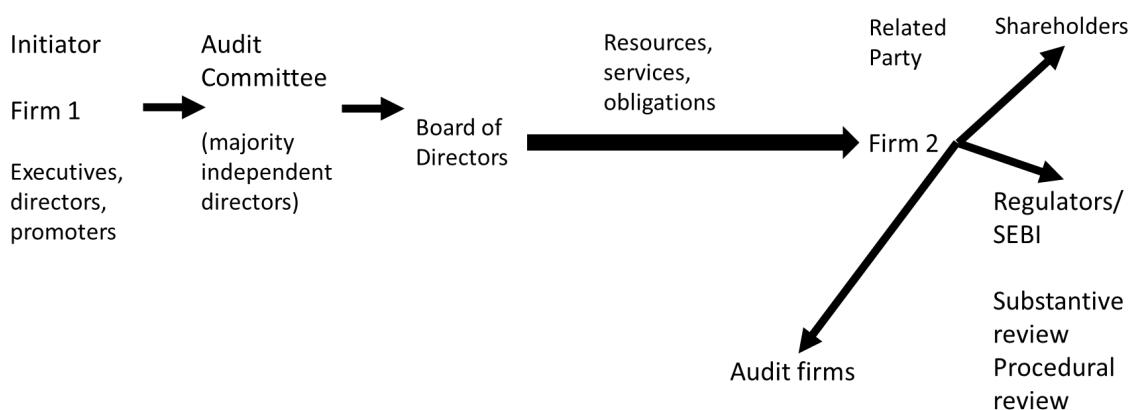 Initiator
Firm 1
Executives,
directors,
promoters
Audit
Committee
(majority
independent
directors)
Board of
Directors
Resources,
services,
obligations
Related
Party
Firm 2
Shareholders
Regulators/
SEBI
Substantive
review
Procedural
review
Audit firms